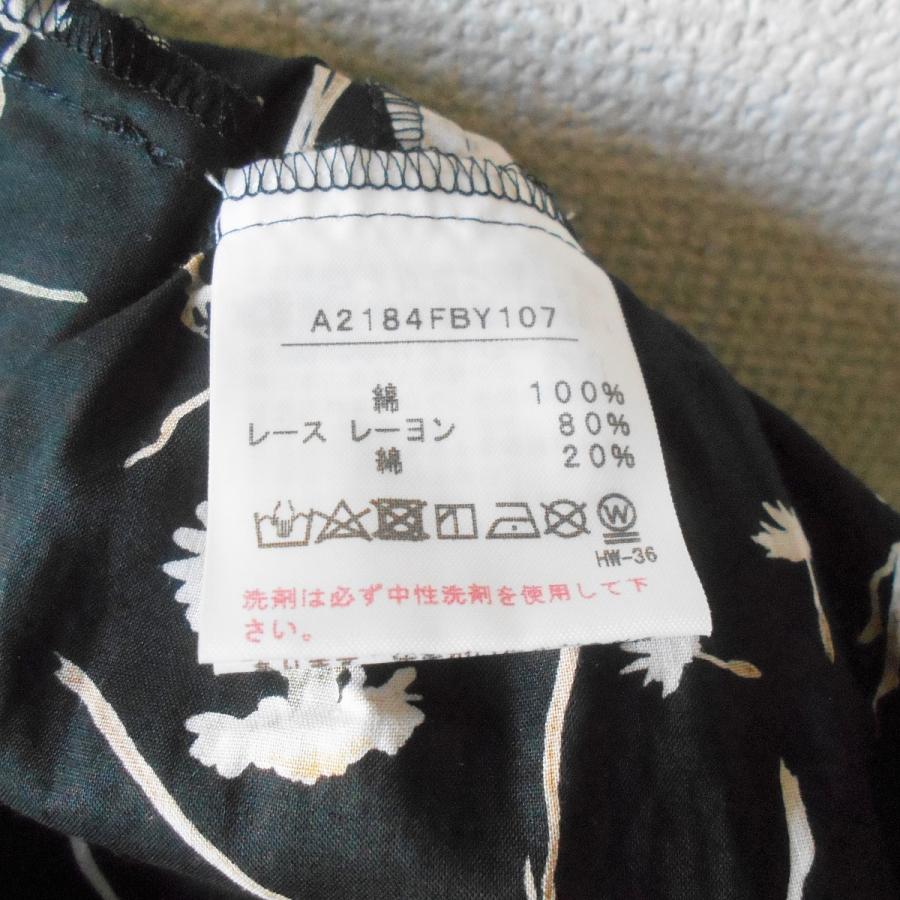 A2184FBY107
綿 100%
レース レーヨン 80%
綿 20%
W
HW-36
洗剤は必ず中性洗剤を使用して下
さい。